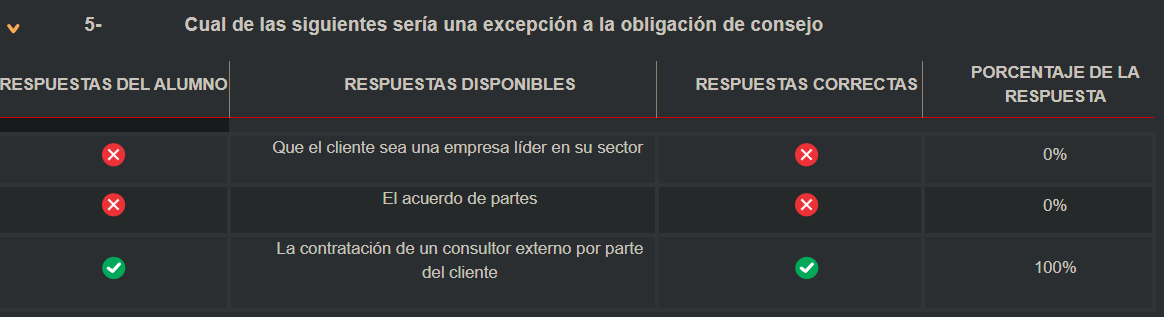 5- Cual de las siguientes sería una excepción a la obligación de consejo
RESPUESTAS DEL ALUMNO RESPUESTAS DISPONIBLES RESPUESTAS CORRECTAS PORCENTAJE DE LA
RESPUESTA
Que el cliente sea una empresa líder en su sector 0%
El acuerdo de partes 0%
La contratación de un consultor externo por parte
del cliente 100%